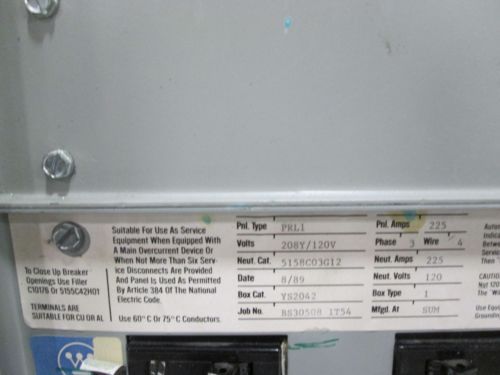 To Close Up Breaker
Openings Use Filler
TERMINALS ARE
SUITABLE FOR CU OR AL
Suitable For Use As Service
Equipment When Equipped With
A Main Overcurrent Device Or
When Not More Than Six Serv-
ice Disconnects Are Provided
And Panel Is Used As Permitted
By Article 384 Of The National
Electric Code.
Use 60°C Or 75°C Conductors.
Pnl. Type PRL1
Volts 208Y/120V
Neut. Cat. 5158C03G12
Date 8/89
Box Cat. YS2042
Job No. BS30508 1T54
Pnl. Amps 225
Phase 3 Wire 4
Neut. Amps 225
Neut. Volts 120
Box Type 1
Mfgd. At SUM